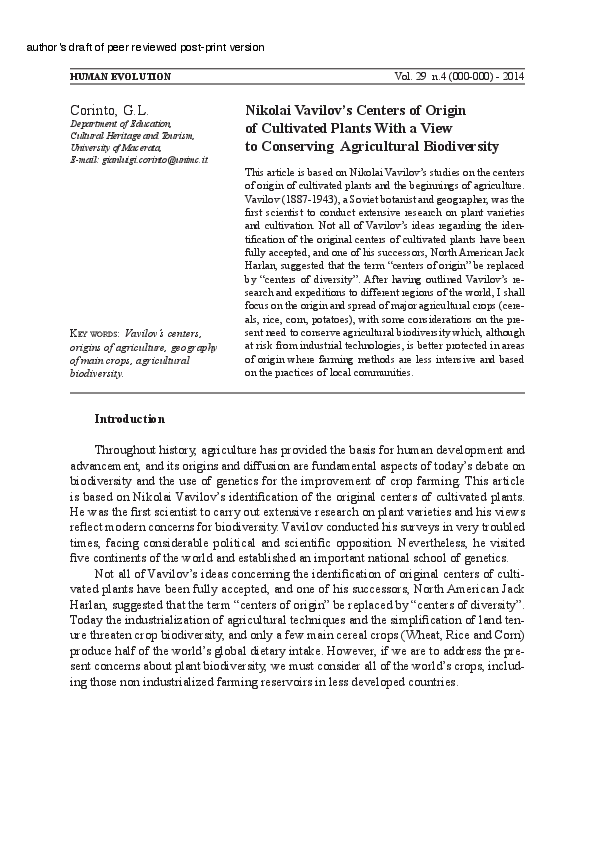 author's draft of peer reviewed post-print version
HUMAN EVOLUTION Vol. 29 n.4 (000-000) - 2014
Corinto, G.L.
Department of Education,
Cultural Heritage and Tourism,
University of Macerata,
E-mail: gianluigi.corinto@unimc.it
KEY WORDS: Vavilov's centers,
origins of agriculture, geography
of main crops, agricultural
biodiversity.
Nikolai Vavilov's Centers of Origin
of Cultivated Plants With a View
to Conserving Agricultural Biodiversity
This article is based on Nikolai Vavilov's studies on the centers
of origin of cultivated plants and the beginnings of agriculture.
Vavilov (1887-1943), a Soviet botanist and geographer, was the
first scientist to conduct extensive research on plant varieties
and cultivation. Not all of Vavilov's ideas regarding the iden-
tification of the original centers of cultivated plants have been
fully accepted, and one of his successors, North American Jack
Harlan, suggested that the term "centers of origin" be replaced
by "centers of diversity". After having outlined Vavilov's re-
search and expeditions to different regions of the world, I shall
focus on the origin and spread of major agricultural crops (cere-
als, rice, corn, potatoes), with some considerations on the pre-
sent need to conserve agricultural biodiversity which, although
at risk from industrial technologies, is better protected in areas
of origin where farming methods are less intensive and based
on the practices of local communities.
Introduction
Throughout history, agriculture has provided the basis for human development and
advancement, and its origins and diffusion are fundamental aspects of today's debate on
biodiversity and the use of genetics for the improvement of crop farming. This article
is based on Nikolai Vavilov's identification of the original centers of cultivated plants.
He was the first scientist to carry out extensive research on plant varieties and his views
reflect modern concerns for biodiversity. Vavilov conducted his surveys in very troubled
times, facing considerable political and scientific opposition. Nevertheless, he visited
five continents of the world and established an important national school of genetics.
Not all of Vavilov's ideas concerning the identification of original centers of culti-
vated plants have been fully accepted, and one of his successors, North American Jack
Harlan, suggested that the term "centers of origin" be replaced by "centers of diversity".
Today the industrialization of agricultural techniques and the simplification of land ten-
ure threaten crop biodiversity, and only a few main cereal crops (Wheat, Rice and Corn)
produce half of the world's global dietary intake. However, if we are to address the pre-
sent concerns about plant biodiversity, we must consider all of the world's crops, includ-
ing those non industrialized farming reservoirs in less developed countries.